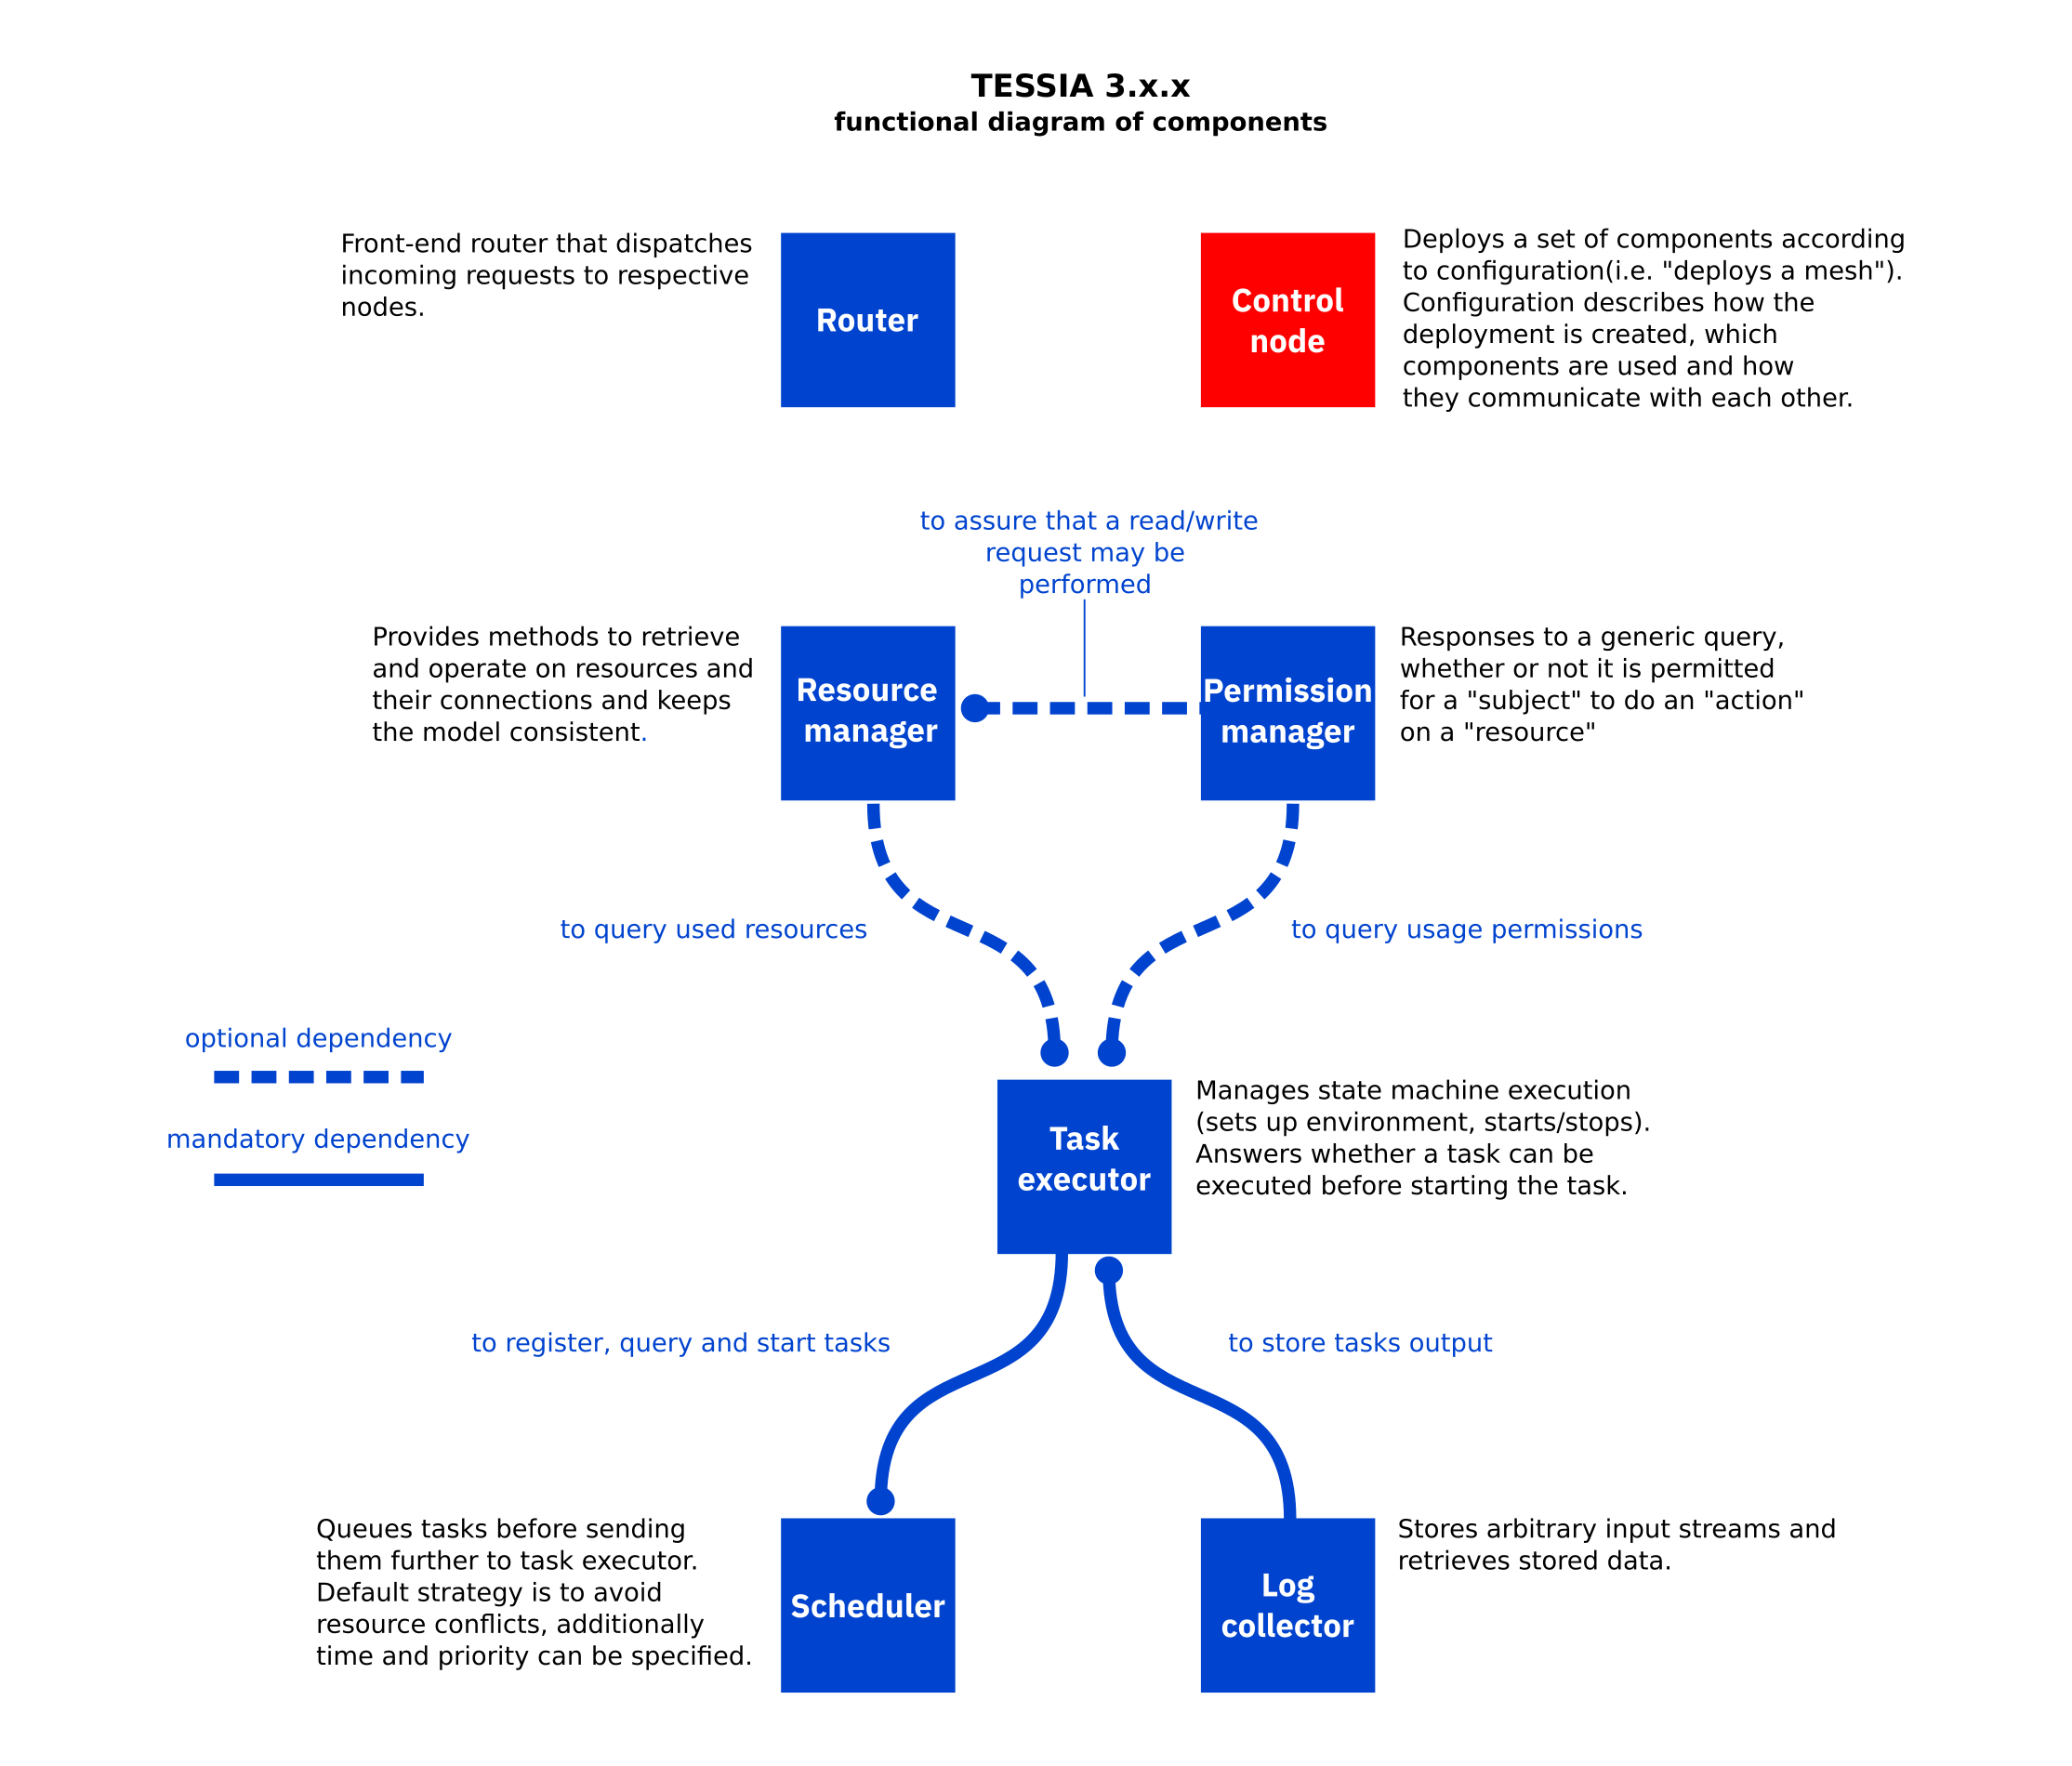 TESSIA 3.x.x
functional diagram of components
Front-end router that dispatches
incoming requests to respective
nodes.
Router
Control
node
Deploys a set of components according
to configuration(i.e. "deploys a mesh").
Configuration describes how the
deployment is created, which
components are used and how
they communicate with each other.
to assure that a read/write
request may be
performed
Provides methods to retrieve
and operate on resources and
their connections and keeps
the model consistent.
Resource
manager
Permission
manager
Responses to a generic query,
whether or not it is permitted
for a "subject" to do an "action"
on a "resource"
to query used resources
to query usage permissions
optional dependency
mandatory dependency
Task
executor
Manages state machine execution
(sets up environment, starts/stops).
Answers whether a task can be
executed before starting the task.
to register, query and start tasks
to store tasks output
Queues tasks before sending
them further to task executor.
Default strategy is to avoid
resource conflicts, additionally
time and priority can be specified.
Scheduler
Log
collector
Stores arbitrary input streams and
retrieves stored data.